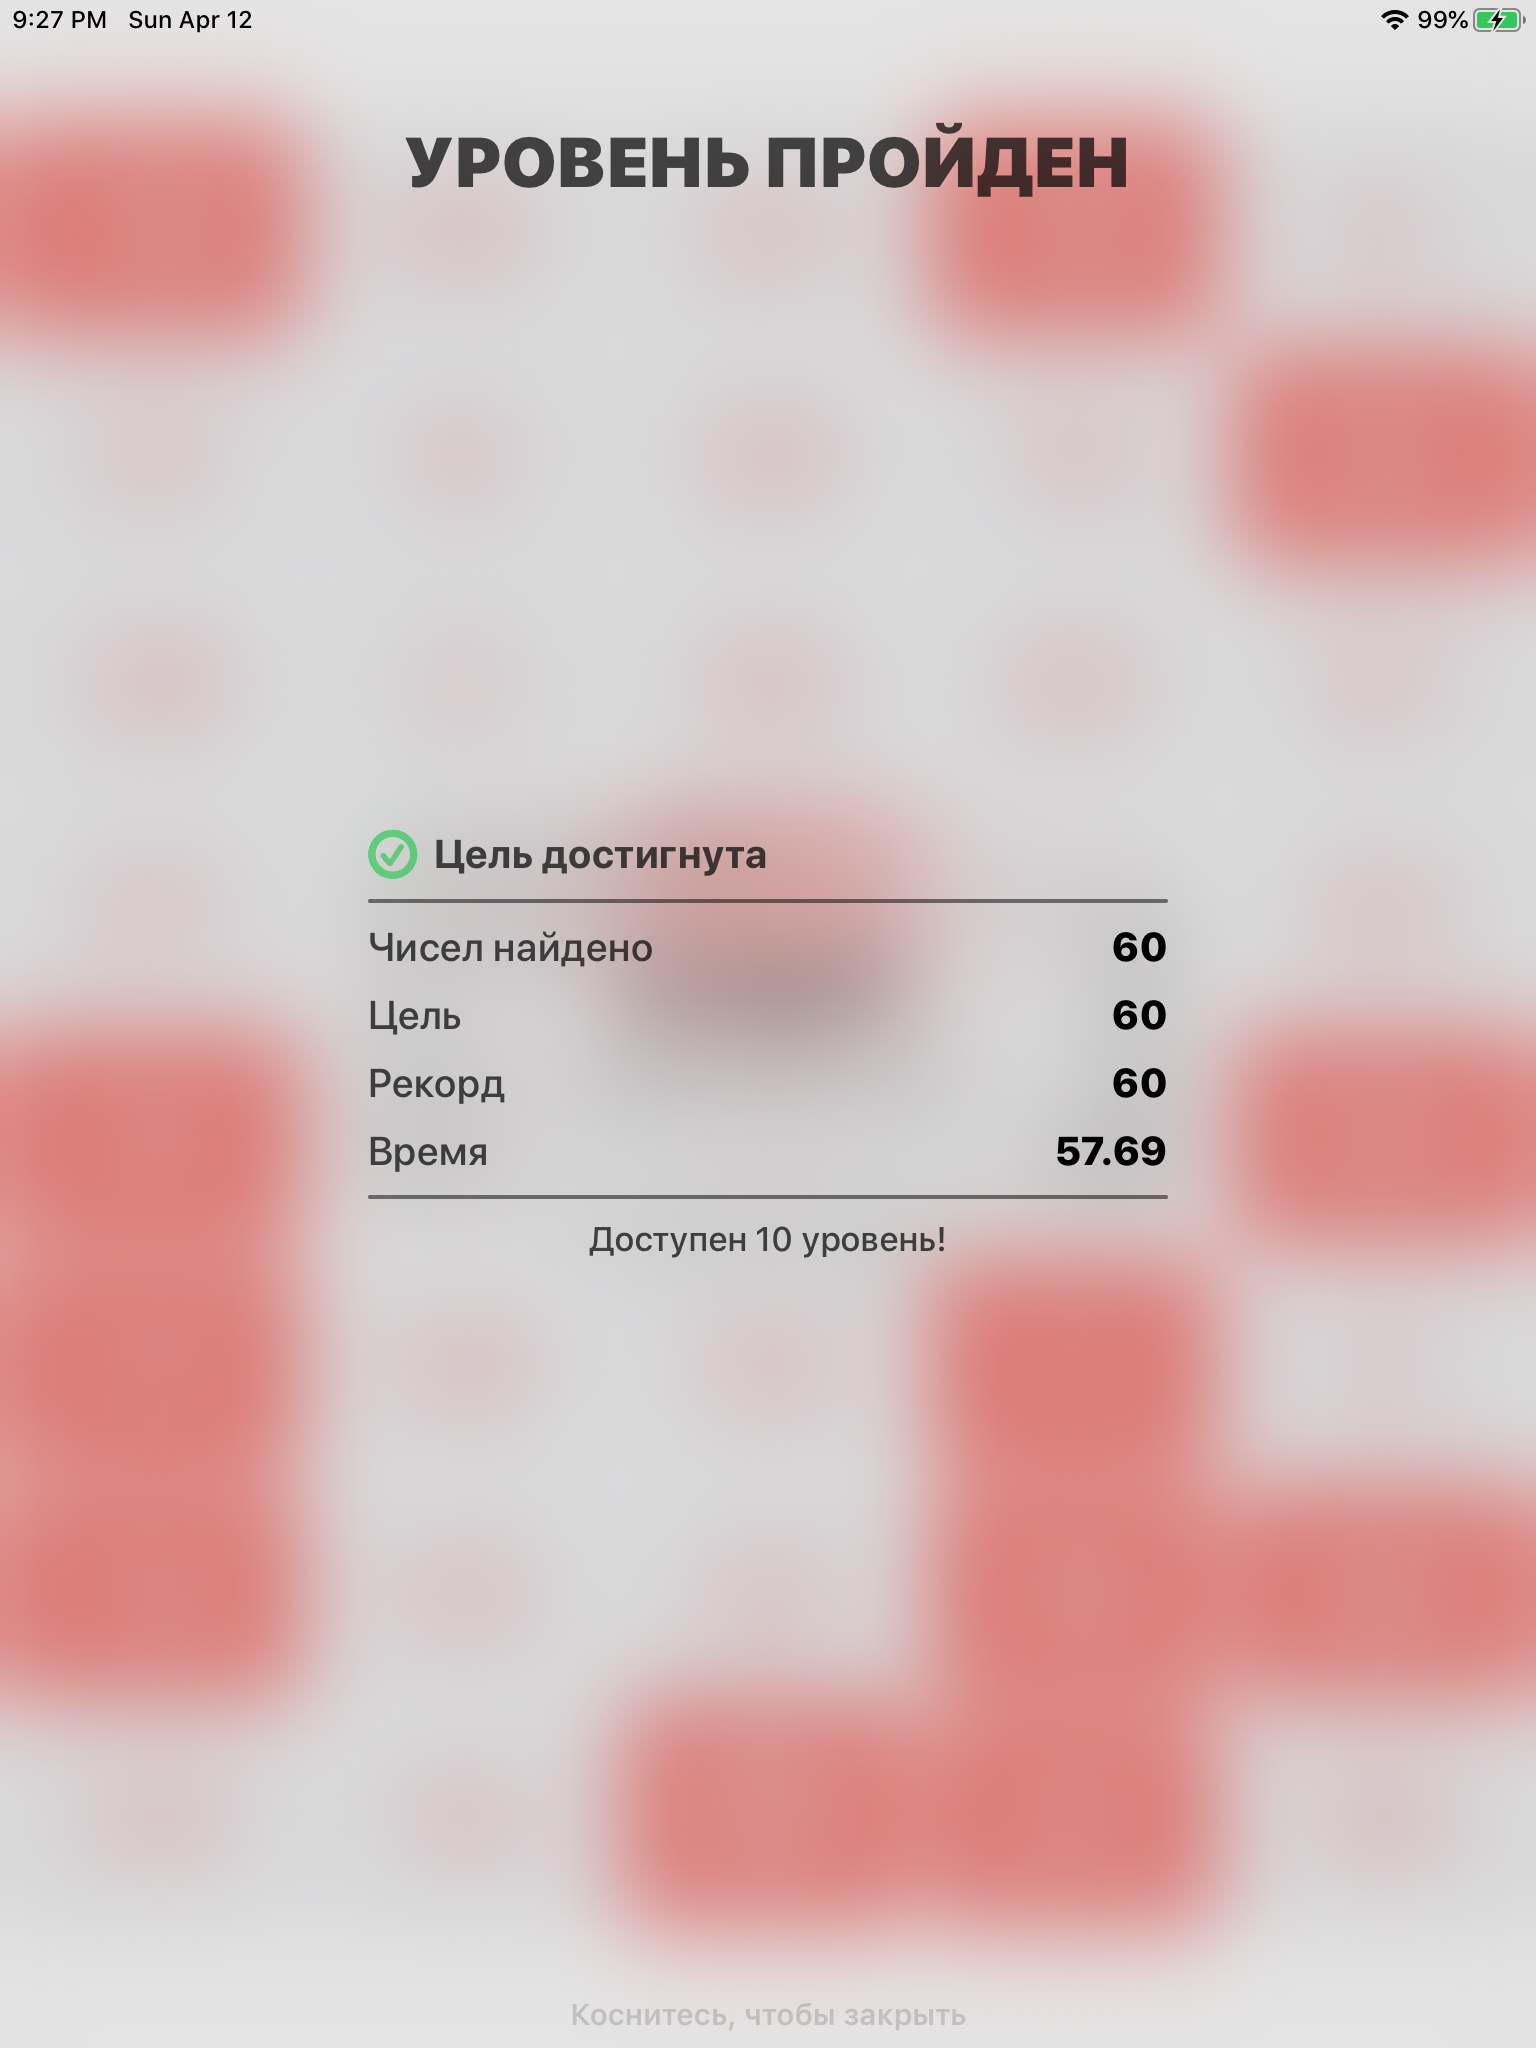 9:27 PM Sun Apr 12 99%
УРОВЕНЬ ПРОЙДЕН
Цель достигнута
Чисел найдено 60
Цель 60
Рекорд 60
Время 57.69
Доступен 10 уровень!
Коснитесь, чтобы закрыть